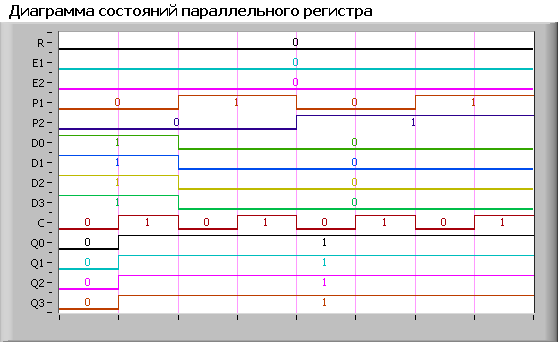 Диаграмма состояний параллельного регистра
R 0
E1 0
E2 0
P1 0 1 0 1
P2 0 1
D0 1 0
D1 1 0
D2 1 0
D3 1 0
C 0 1 0 1 0 1 0 1
Q0 0 1
Q1 0 1
Q2 0 1
Q3 0 1